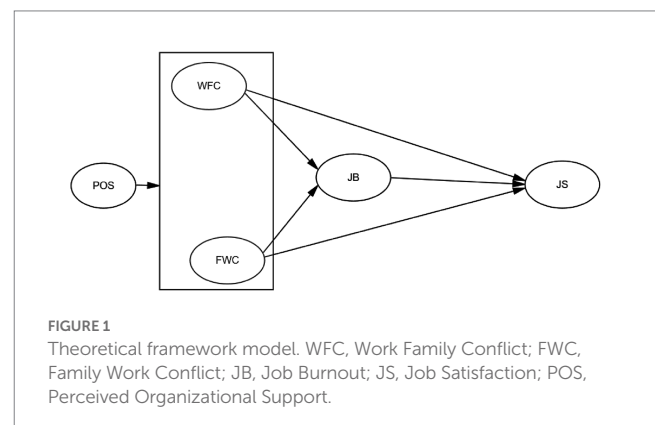 WFC
POS
JB
JS
FWC
FIGURE 1
Theoretical framework model. WFC, Work Family Conflict; FWC,
Family Work Conflict; JB, Job Burnout; JS, Job Satisfaction; POS,
Perceived Organizational Support.